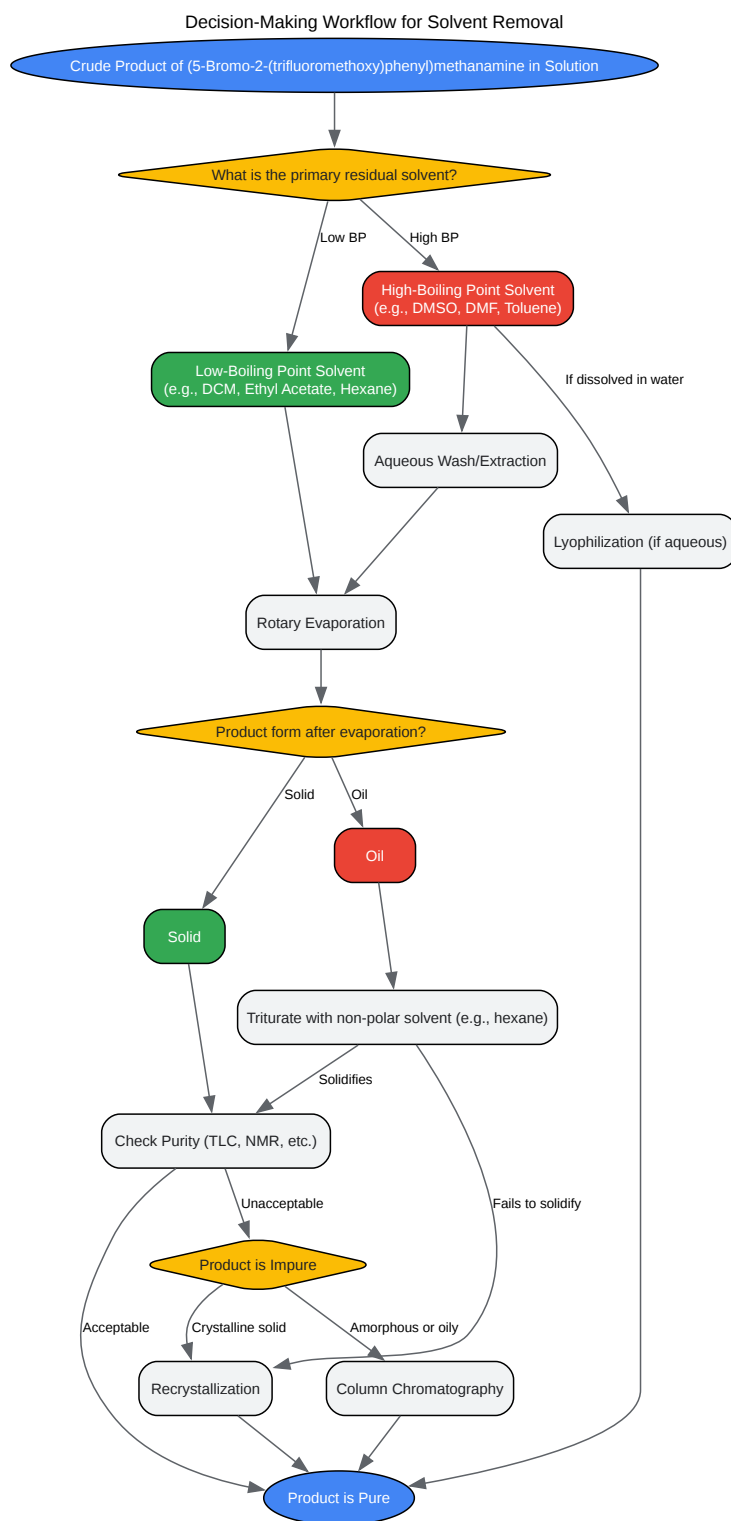 Decision-Making Workflow for Solvent Removal
Crude Product of (5-Bromo-2-(trifluoromethoxy)phenyl)methanamine in Solution
What is the primary residual solvent?
Low BP
High BP
High-Boiling Point Solvent
(e.g., DMSO, DMF, Toluene)
Low-Boiling Point Solvent
(e.g., DCM, Ethyl Acetate, Hexane)
If dissolved in water
Aqueous Wash/Extraction
Lyophilization (if aqueous)
Rotary Evaporation
Product form after evaporation?
Solid
Oil
Oil
Solid
Triturate with non-polar solvent (e.g., hexane)
Solidifies
Check Purity (TLC, NMR, etc.)
Unacceptable
Fails to solidify
Product is Impure
Acceptable
Crystalline solid
Amorphous or oily
Recrystallization
Column Chromatography
Product is Pure